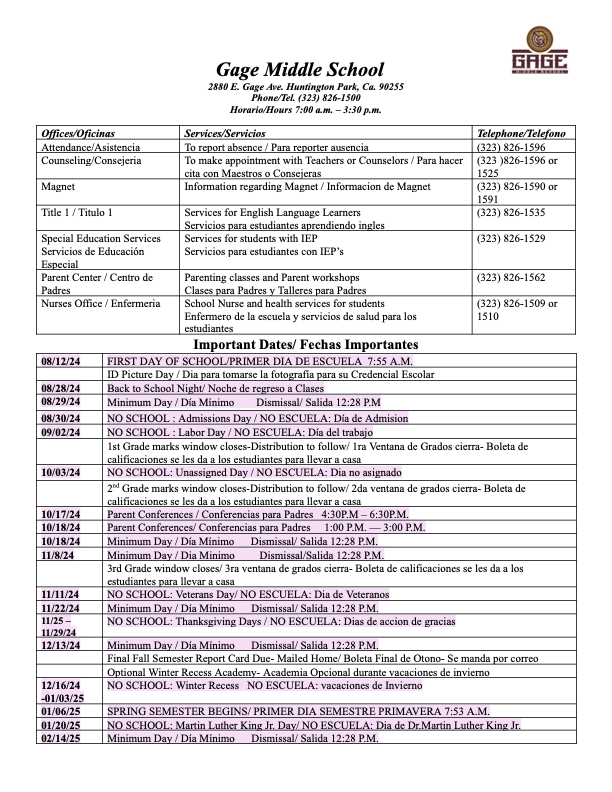 GAGE
MIDDLE SCHOOL
Gage Middle School
2880 E. Gage Ave. Huntington Park, Ca. 90255
Phone/Tel. (323) 826-1500
Horario/Hours 7:00 a.m. – 3:30 p.m.
Offices/Oficinas Services/Servicios Telephone/Telefono
Attendance/Asistencia To report absence / Para reporter ausencia (323) 826-1596
Counseling/Consejeria To make appointment with Teachers or Counselors / Para hacer (323 )826-1596 or
cita con Maestros o Consejeras 1525
Magnet Information regarding Magnet / Informacion de Magnet (323) 826-1590 or
1591
Title 1 / Titulo 1 Services for English Language Learners (323) 826-1535
Servicios para estudiantes aprendiendo ingles
Special Education Services Services for students with IEP (323) 826-1529
Servicios de Educación Servicios para estudiantes con IEP's
Especial
Parent Center / Centro de Parenting classes and Parent workshops (323) 826-1562
Padres Clases para Padres y Talleres para Padres
Nurses Office / Enfermeria School Nurse and health services for students (323) 826-1509 or
Enfermero de la escuela y servicios de salud para los 1510
estudiantes
Important Dates/ Fechas Importantes
08/12/24 FIRST DAY OF SCHOOL/PRIMER DIA DE ESCUELA 7:55 A.M.
ID Picture Day / Dia para tomarse la fotografía para su Credencial Escolar
08/28/24 Back to School Night/ Noche de regreso a Clases
08/29/24 Minimum Day / Día Mínimo Dismissal/ Salida 12:28 P.M
08/30/24 NO SCHOOL : Admissions Day / NO ESCUELA: Día de Admision
09/02/24 NO SCHOOL : Labor Day / NO ESCUELA: Día del trabajo
1st Grade marks window closes-Distribution to follow/ 1ra Ventana de Grados cierra- Boleta de
calificaciones se les da a los estudiantes para llevar a casa
10/03/24 NO SCHOOL: Unassigned Day / NO ESCUELA: Dia no asignado
2nd Grade marks window closes-Distribution to follow/ 2da ventana de grados cierra- Boleta de
calificaciones se les da a los estudiantes para llevar a casa
10/17/24 Parent Conferences / Conferencias para Padres 4:30P.M – 6:30P.M.
10/18/24 Parent Conferences/ Conferencias para Padres 1:00 P.M. — 3:00 P.M.
10/18/24 Minimum Day / Día Mínimo Dismissal/ Salida 12:28 P.M.
11/8/24 Minimum Day / Día Minimo Dismissal/Salida 12:28 P.M.
3rd Grade window closes/ 3ra ventana de grados cierra- Boleta de calificaciones se les da a los
estudiantes para llevar a casa
11/11/24 NO SCHOOL: Veterans Day/ NO ESCUELA: Dia de Veteranos
11/22/24 Minimum Day / Día Mínimo Dismissal/ Salida 12:28 P.M.
11/25 – NO SCHOOL: Thanksgiving Days / NO ESCUELA: Dias de accion de gracias
11/29/24
12/13/24 Minimum Day / Día Mínimo Dismissal/ Salida 12:28 P.M.
Final Fall Semester Report Card Due- Mailed Home/ Boleta Final de Otono- Se manda por correo
Optional Winter Recess Academy- Academia Opcional durante vacaciones de invierno
12/16/24 NO SCHOOL: Winter Recess NO ESCUELA: vacaciones de Invierno
-01/03/25
01/06/25 SPRING SEMESTER BEGINS/ PRIMER DIA SEMESTRE PRIMAVERA 7:53 A.M.
01/20/25 NO SCHOOL: Martin Luther King Jr. Day/ NO ESCUELA: Dia de Dr.Martin Luther King Jr.
02/14/25 Minimum Day / Día Mínimo Dismissal/ Salida 12:28 P.M.